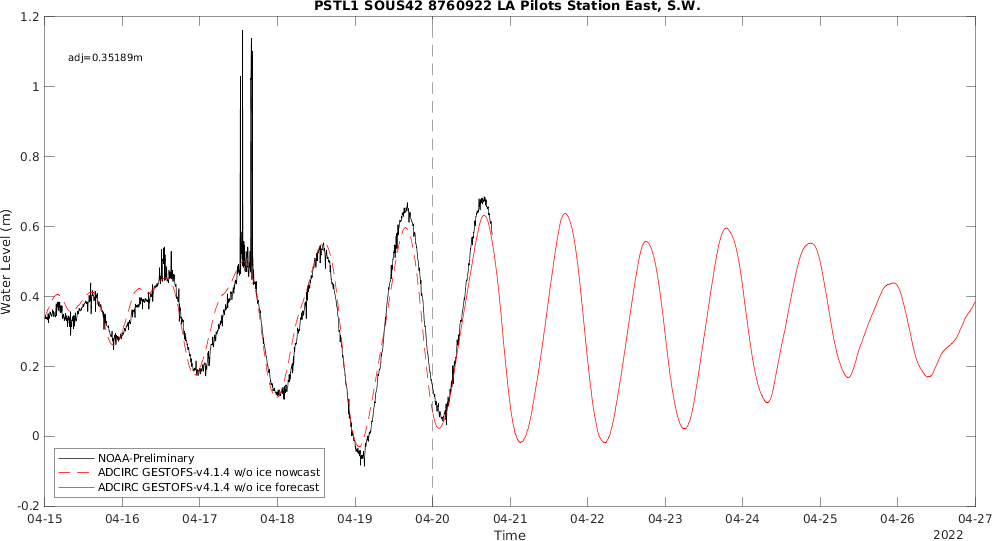 PSTL1 SOUS42 8760922 LA Pilots Station East, S.W.
adj=0.35189m
1.2
1
0.8
0.6
0.4
0.2
0
-0.2
Water Level (m)
NOAA-Preliminary
ADCIRC GESTOFS-v4.1.4 w/o ice nowcast
ADCIRC GESTOFS-v4.1.4 w/o ice forecast
04-15 04-16 04-17 04-18 04-19 04-20 04-21 04-22 04-23 04-24 04-25 04-26 04-27
Time
2022